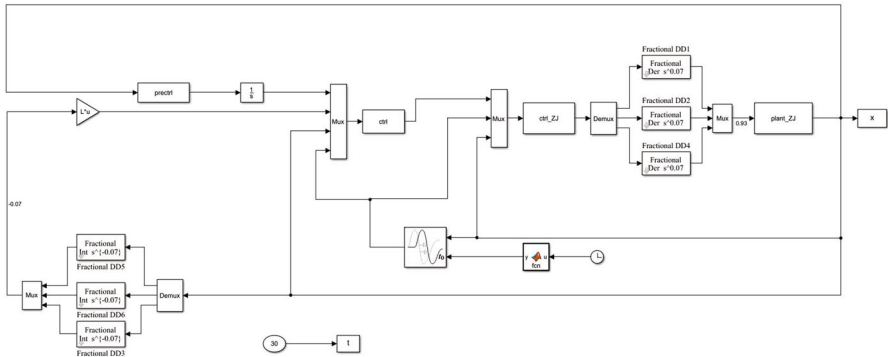 Fractional DD1
Fractional
Der s^0.07
prectrl
1
s
L*u
Mux
ctrl
Mux
ctrl_ZJ
Demux
Fractional DD2
Fractional
Der s^0.07
Mux
0.93
plant_ZJ
x
Fractional DD4
Fractional
Der s^0.07
-0.07
f0
y
u
fcn
Fractional
Int s^{-0.07}
Fractional DD5
Mux
Fractional
Int s^{-0.07}
Demux
Fractional DD6
Fractional
Int s^{-0.07}
Fractional DD3
30
t